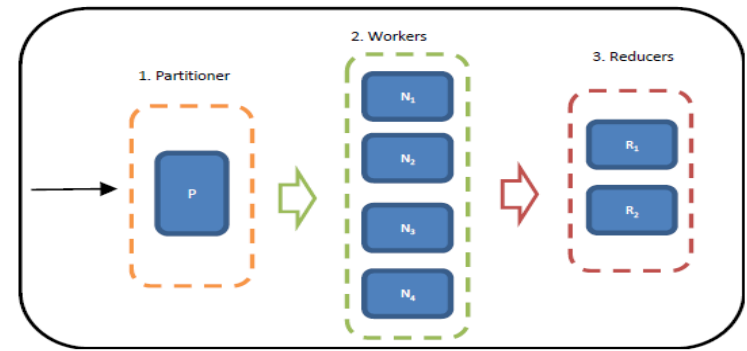 1. Partitioner
P
2. Workers
N₁
N₂
N₃
N₄
3. Reducers
R₁
R₂